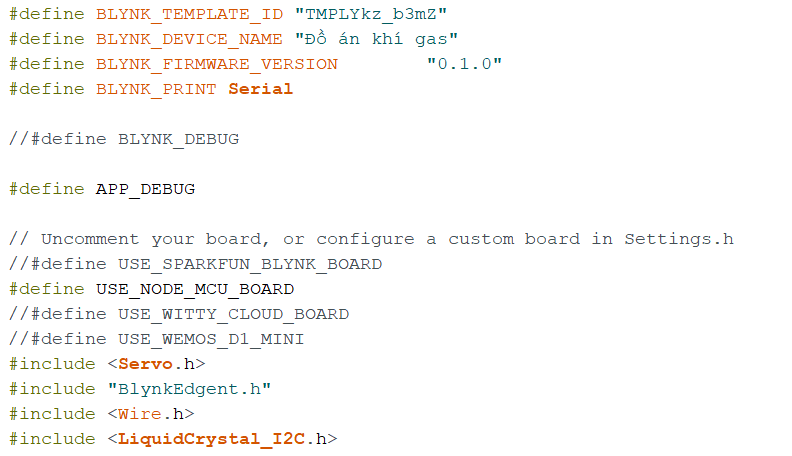 #define BLYNK_TEMPLATE_ID "TMPLYkz_b3mZ"
#define BLYNK_DEVICE_NAME "Đồ án khí gas"
#define BLYNK_FIRMWARE_VERSION        "0.1.0"
#define BLYNK_PRINT Serial
//#define BLYNK_DEBUG
#define APP_DEBUG
// Uncomment your board, or configure a custom board in Settings.h
//#define USE_SPARKFUN_BLYNK_BOARD
#define USE_NODE_MCU_BOARD
//#define USE_WITTY_CLOUD_BOARD
//#define USE_WEMOS_D1_MINI
#include <Servo.h>
#include "BlynkEdgent.h"
#include <Wire.h>
#include <LiquidCrystal_I2C.h>